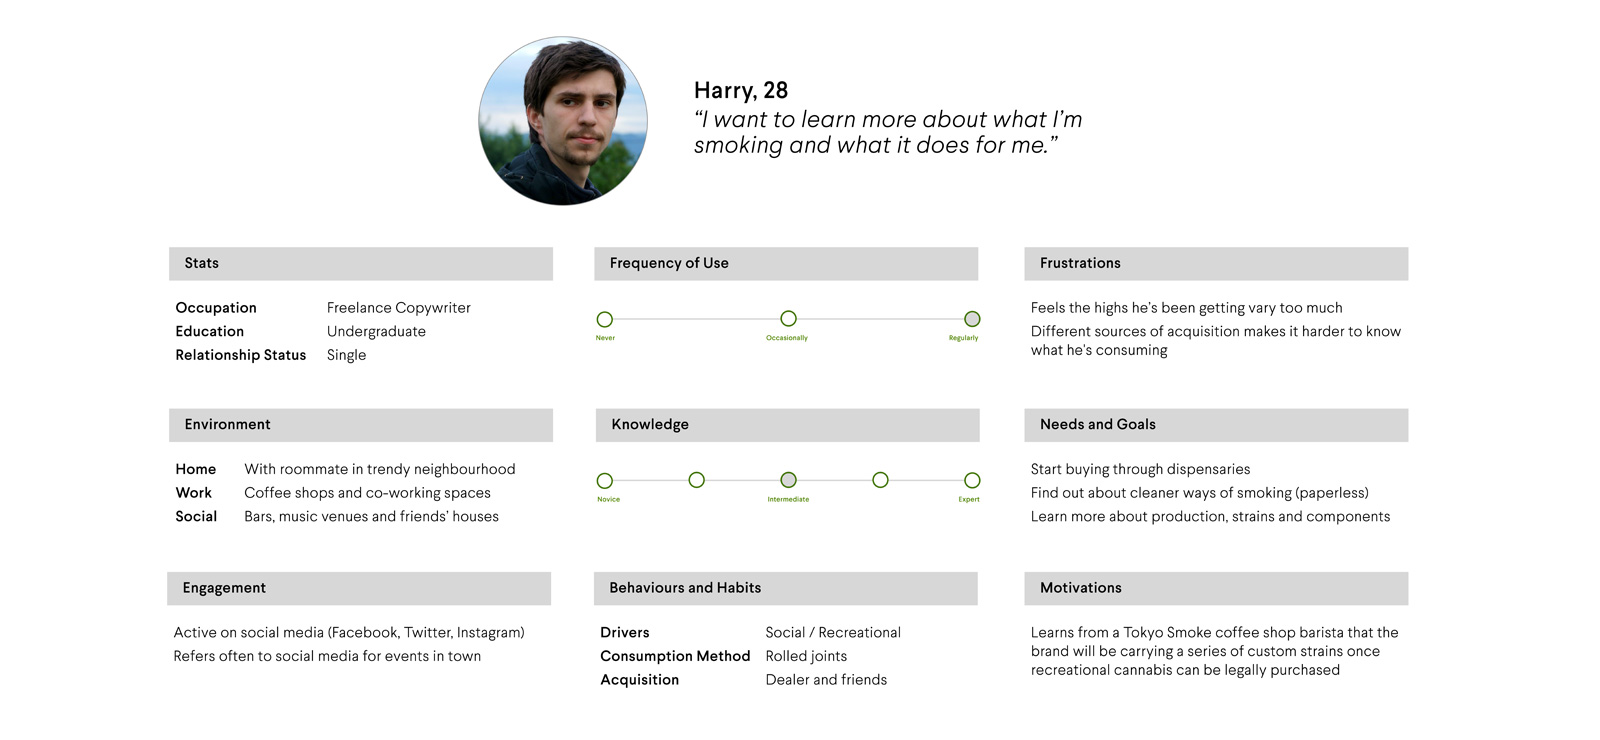 Harry, 28
“I want to learn more about what I’m
smoking and what it does for me.”
Stats
Occupation Freelance Copywriter
Education Undergraduate
Relationship Status Single
Frequency of Use
Never Occasionally Regularly
Frustrations
Feels the highs he’s been getting vary too much
Different sources of acquisition makes it harder to know
what he's consuming
Environment
Home With roommate in trendy neighbourhood
Work Coffee shops and co-working spaces
Social Bars, music venues and friends’ houses
Knowledge
Novice Intermediate Expert
Needs and Goals
Start buying through dispensaries
Find out about cleaner ways of smoking (paperless)
Learn more about production, strains and components
Engagement
Active on social media (Facebook, Twitter, Instagram)
Refers often to social media for events in town
Behaviours and Habits
Drivers Social / Recreational
Consumption Method Rolled joints
Acquisition Dealer and friends
Motivations
Learns from a Tokyo Smoke coffee shop barista that the
brand will be carrying a series of custom strains once
recreational cannabis can be legally purchased